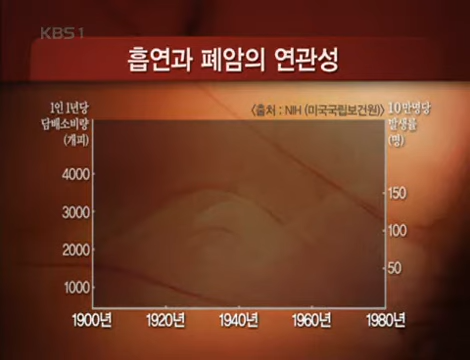 KBS1
흡연과 폐암의 연관성
1인 1년당
담배소비량
(개피)
<출처 : NIH (미국국립보건원)>
10만명당
발생률
(명)
4000
3000
2000
1000
150
100
50
1900년
1920년
1940년
1960년
1980년